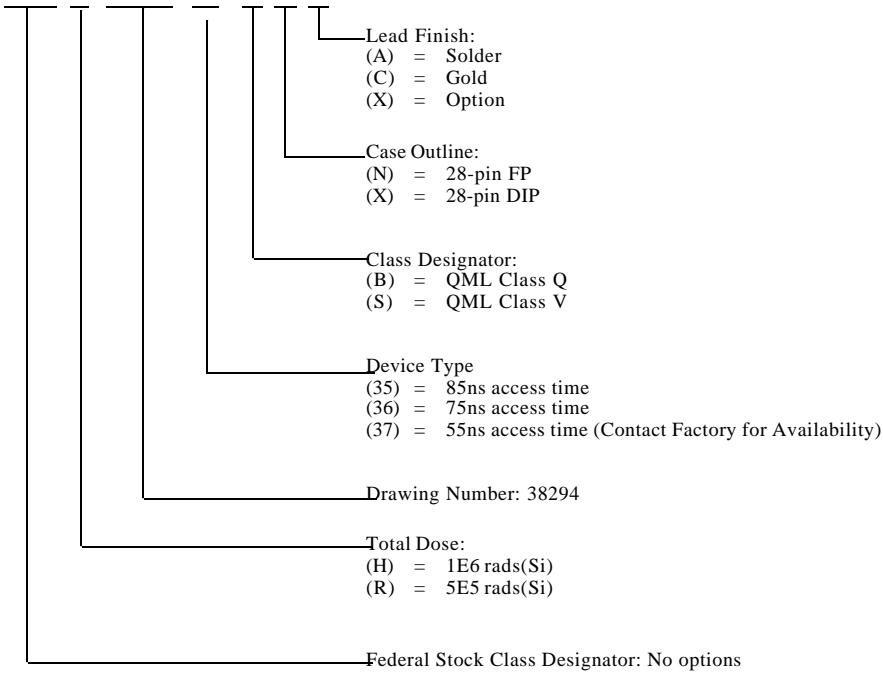 Lead Finish:
(A) = Solder
(C) = Gold
(X) = Option
Case Outline:
(N) = 28-pin FP
(X) = 28-pin DIP
Class Designator:
(B) = QML Class Q
(S) = QML Class V
Device Type
(35) = 85ns access time
(36) = 75ns access time
(37) = 55ns access time (Contact Factory for Availability)
Drawing Number: 38294
Total Dose:
(H) = 1E6 rads(Si)
(R) = 5E5 rads(Si)
Federal Stock Class Designator: No options